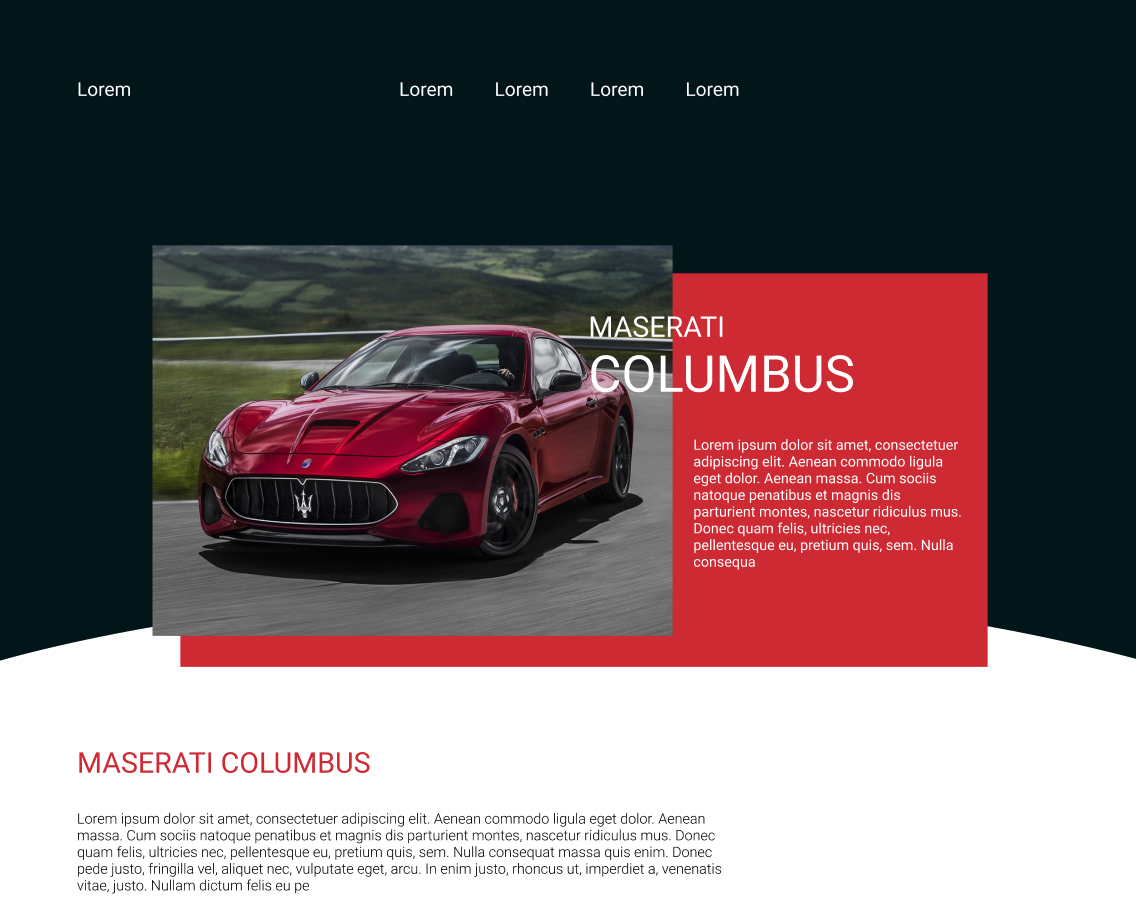 Lorem
Lorem
Lorem
Lorem
Lorem
MASERATI
COLUMBUS
Lorem ipsum dolor sit amet, consectetuer
adipiscing elit. Aenean commodo ligula
eget dolor. Aenean massa. Cum sociis
natoque penatibus et magnis dis
parturient montes, nascetur ridiculus mus.
Donec quam felis, ultricies nec,
pellentesque eu, pretium quis, sem. Nulla
consequa
MASERATI COLUMBUS
Lorem ipsum dolor sit amet, consectetuer adipiscing elit. Aenean commodo ligula eget dolor. Aenean
massa. Cum sociis natoque penatibus et magnis dis parturient montes, nascetur ridiculus mus. Donec
quam felis, ultricies nec, pellentesque eu, pretium quis, sem. Nulla consequat massa quis enim. Donec
pede justo, fringilla vel, aliquet nec, vulputate eget, arcu. In enim justo, rhoncus ut, imperdiet a, venenatis
vitae, justo. Nullam dictum felis eu pe